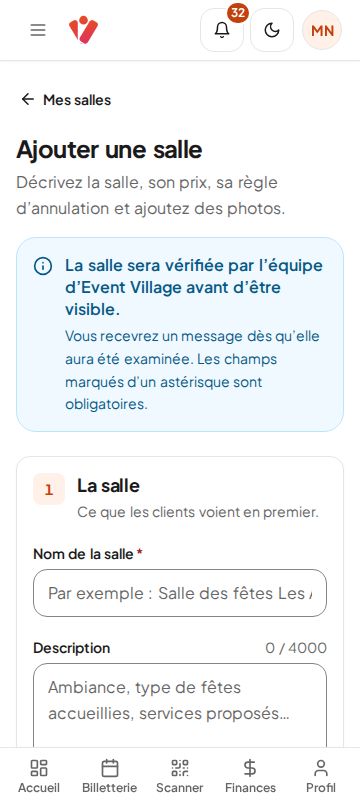 32
MN
Mes salles
Ajouter une salle
Décrivez la salle, son prix, sa règle
d’annulation et ajoutez des photos.
La salle sera vérifiée par l’équipe
d’Event Village avant d’être
visible.
Vous recevrez un message dès qu’elle
aura été examinée. Les champs
marqués d’un astérisque sont
obligatoires.
1
La salle
Ce que les clients voient en premier.
Nom de la salle *
Par exemple : Salle des fêtes Les
Description
0 / 4000
Ambiance, type de fêtes
accueillies, services proposés…
Accueil
Billetterie
Scanner
Finances
Profil